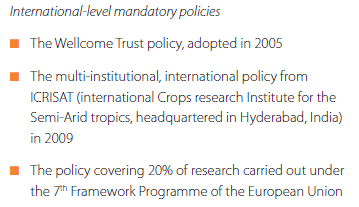 International-level mandatory policies
The Wellcome Trust policy, adopted in 2005
The multi-institutional, international policy from
ICRISAT (international Crops research Institute for the
Semi-Arid tropics, headquartered in Hyderabad, India)
in 2009
The policy covering 20% of research carried out under
the 7th Framework Programme of the European Union